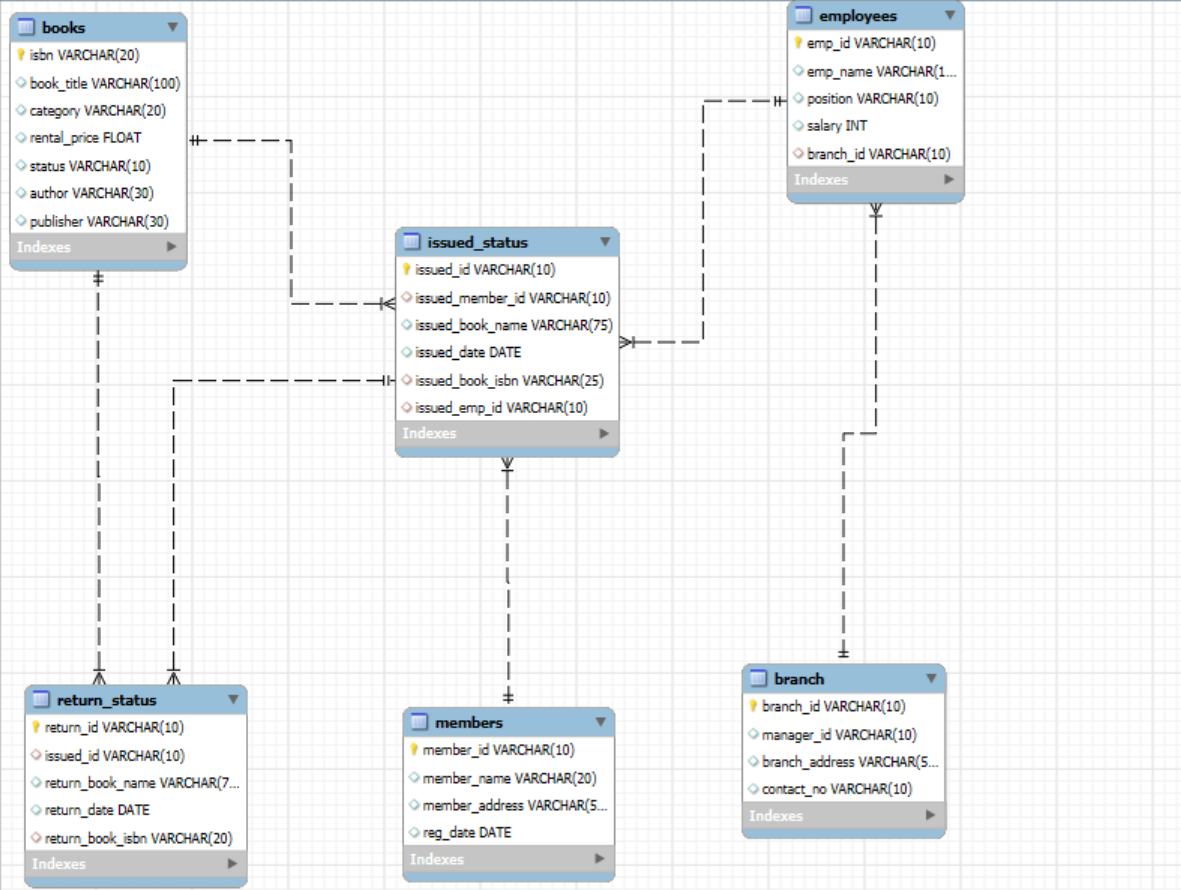 books
isbn VARCHAR(20)
book_title VARCHAR(100)
category VARCHAR(20)
rental_price FLOAT
status VARCHAR(10)
author VARCHAR(30)
publisher VARCHAR(30)
Indexes
employees
emp_id VARCHAR(10)
emp_name VARCHAR(1...
position VARCHAR(10)
salary INT
branch_id VARCHAR(10)
Indexes
issued_status
issued_id VARCHAR(10)
issued_member_id VARCHAR(10)
issued_book_name VARCHAR(75)
issued_date DATE
issued_book_isbn VARCHAR(25)
issued_emp_id VARCHAR(10)
Indexes
return_status
return_id VARCHAR(10)
issued_id VARCHAR(10)
return_book_name VARCHAR(7...
return_date DATE
return_book_isbn VARCHAR(20)
Indexes
members
member_id VARCHAR(10)
member_name VARCHAR(20)
member_address VARCHAR(5...
reg_date DATE
Indexes
branch
branch_id VARCHAR(10)
manager_id VARCHAR(10)
branch_address VARCHAR(5...
contact_no VARCHAR(10)
Indexes